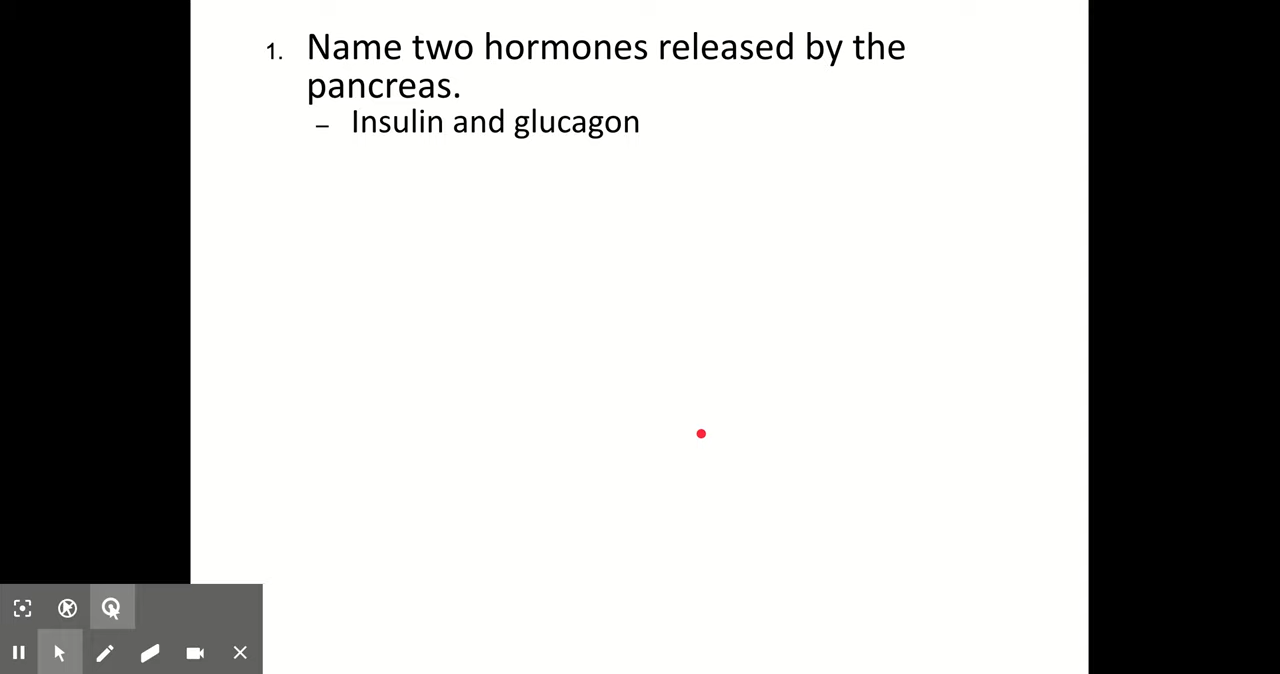 1. Name two hormones released by the
pancreas.
– Insulin and glucagon